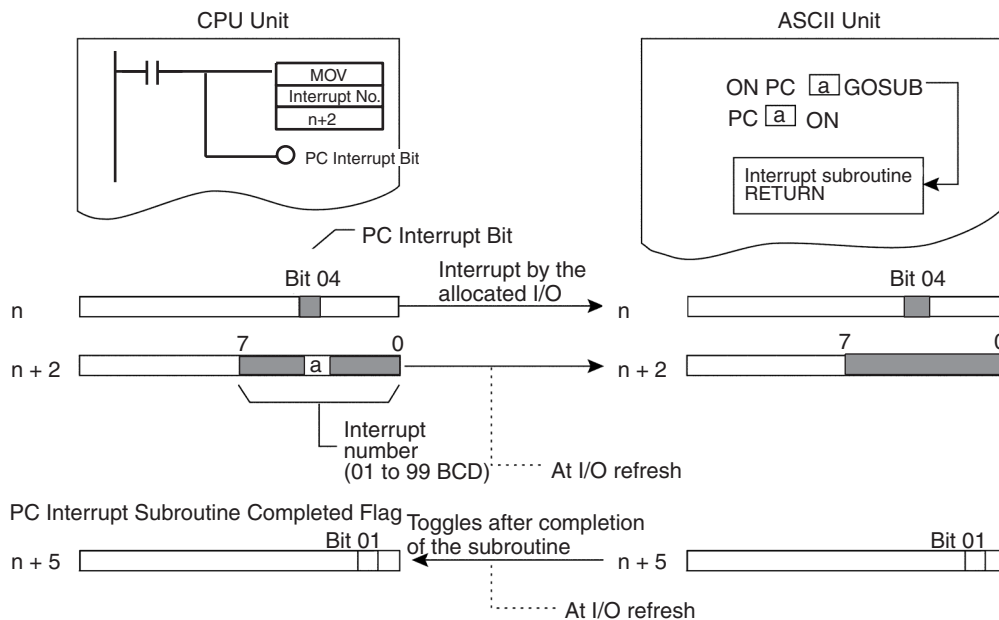 CPU Unit
ASCII Unit
MOV
Interrupt No.
n+2
PC Interrupt Bit
ON PC a GOSUB
PC a ON
Interrupt subroutine
RETURN
PC Interrupt Bit
Bit 04
Interrupt by the
allocated I/O
Bit 04
n
n
7 0
7 0
n + 2
a
n + 2
Interrupt
number
(01 to 99 BCD)
At I/O refresh
PC Interrupt Subroutine Completed Flag
Toggles after completion
of the subroutine
Bit 01
Bit 01
n + 5
n + 5
At I/O refresh